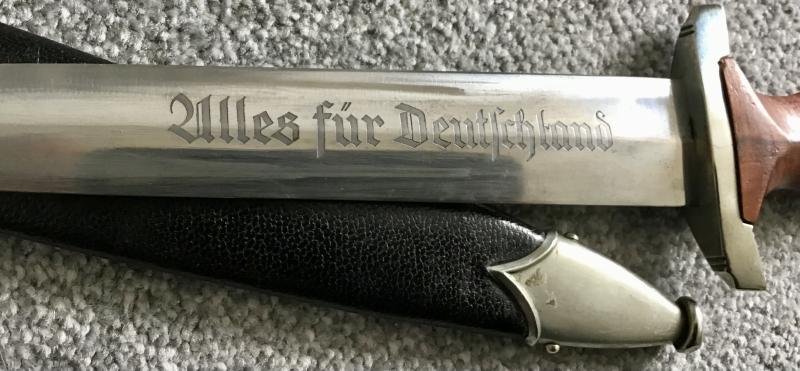 Alles für Deutschland